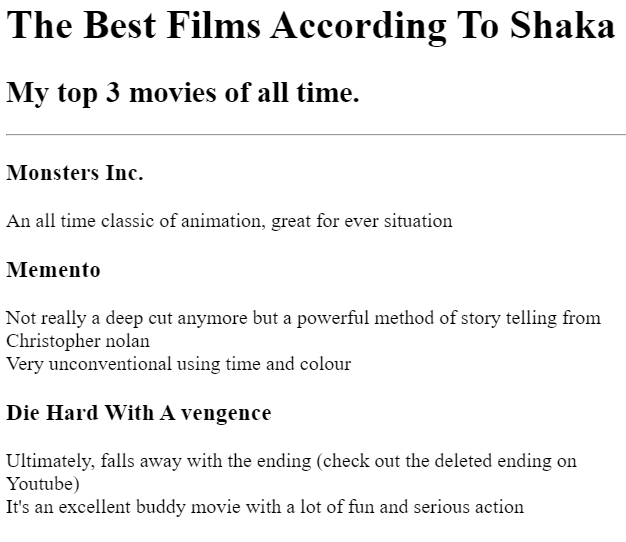 The Best Films According To Shaka
My top 3 movies of all time.
Monsters Inc.
An all time classic of animation, great for ever situation
Memento
Not really a deep cut anymore but a powerful method of story telling from
Christopher nolan
Very unconventional using time and colour
Die Hard With A vengence
Ultimately, falls away with the ending (check out the deleted ending on
Youtube)
It's an excellent buddy movie with a lot of fun and serious action